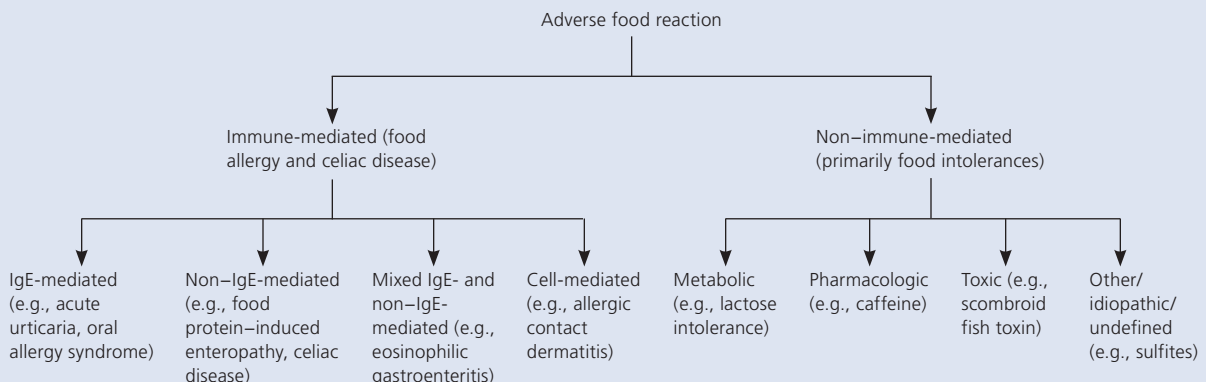 Adverse food reaction
Immune-mediated (food
allergy and celiac disease)
Non–immune-mediated
(primarily food intolerances)
IgE-mediated
(e.g., acute
urticaria, oral
allergy syndrome)
Non–IgE-mediated
(e.g., food
protein–induced
enteropathy, celiac
disease)
Mixed IgE- and
non–IgE-
mediated (e.g.,
eosinophilic
gastroenteritis)
Cell-mediated
(e.g., allergic
contact
dermatitis)
Metabolic
(e.g., lactose
intolerance)
Pharmacologic
(e.g., caffeine)
Toxic (e.g.,
scombroid
fish toxin)
Other/
idiopathic/
undefined
(e.g., sulfites)